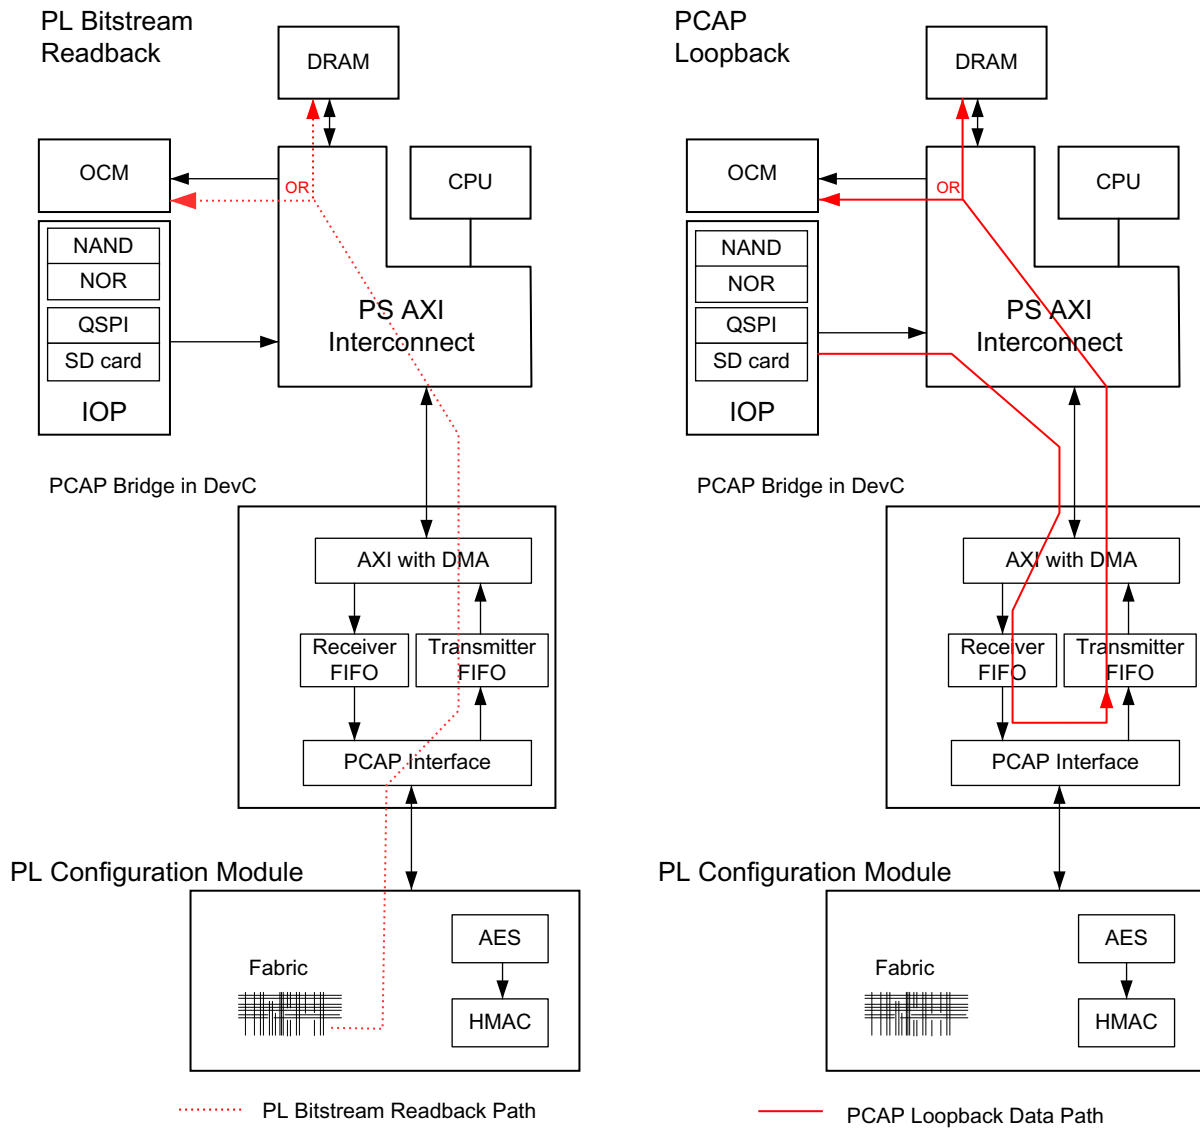 PL Bitstream
Readback
DRAM
OCM
OR
CPU
NAND
NOR
QSPI
SD card
IOP
PS AXI
Interconnect
PCAP Bridge in DevC
AXI with DMA
Receiver
FIFO
Transmitter
FIFO
PCAP Interface
PL Configuration Module
AES
Fabric
HMAC
PL Bitstream Readback Path
PCAP
Loopback
DRAM
OCM
OR
CPU
NAND
NOR
QSPI
SD card
IOP
PS AXI
Interconnect
PCAP Bridge in DevC
AXI with DMA
Receiver
FIFO
Transmitter
FIFO
PCAP Interface
PL Configuration Module
AES
Fabric
HMAC
PCAP Loopback Data Path